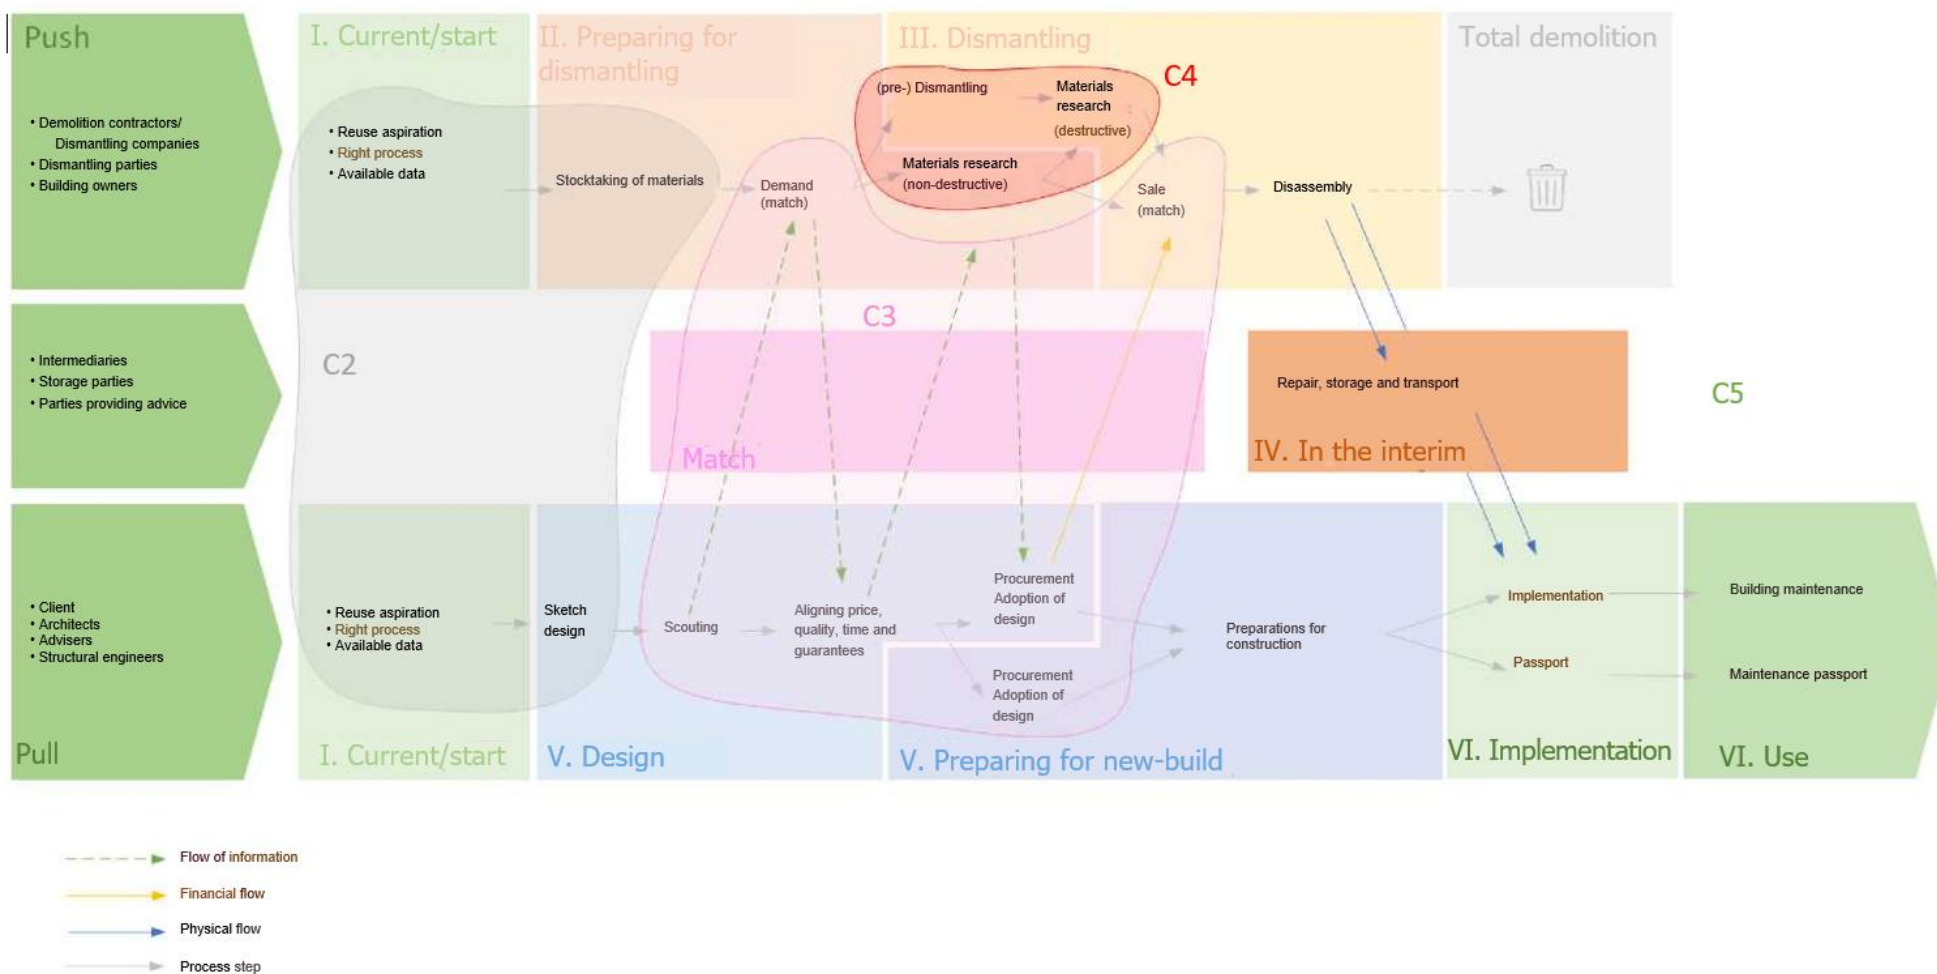 Push
• Demolition contractors/
Dismantling companies
• Dismantling parties
• Building owners
I. Current/start
• Reuse aspiration
• Right process
• Available data
II. Preparing for
dismantling
Stocktaking of materials
Demand
(match)
III. Dismantling
(pre-) Dismantling
Materials
research
(destructive)
Materials research
(non-destructive)
C4
Sale
(match)
Disassembly
Total demolition
• Intermediaries
• Storage parties
• Parties providing advice
C2
C3
Match
Repair, storage and transport
IV. In the interim
C5
• Client
• Architects
• Advisers
• Structural engineers
Pull
• Reuse aspiration
• Right process
• Available data
I. Current/start
Sketch
design
Scouting
Aligning price,
quality, time and
guarantees
V. Design
Procurement
Adoption of
design
Procurement
Adoption of
design
Preparations for
construction
V. Preparing for new-build
Implementation
Passport
VI. Implementation
Building maintenance
Maintenance passport
VI. Use
Flow of information
Financial flow
Physical flow
Process step